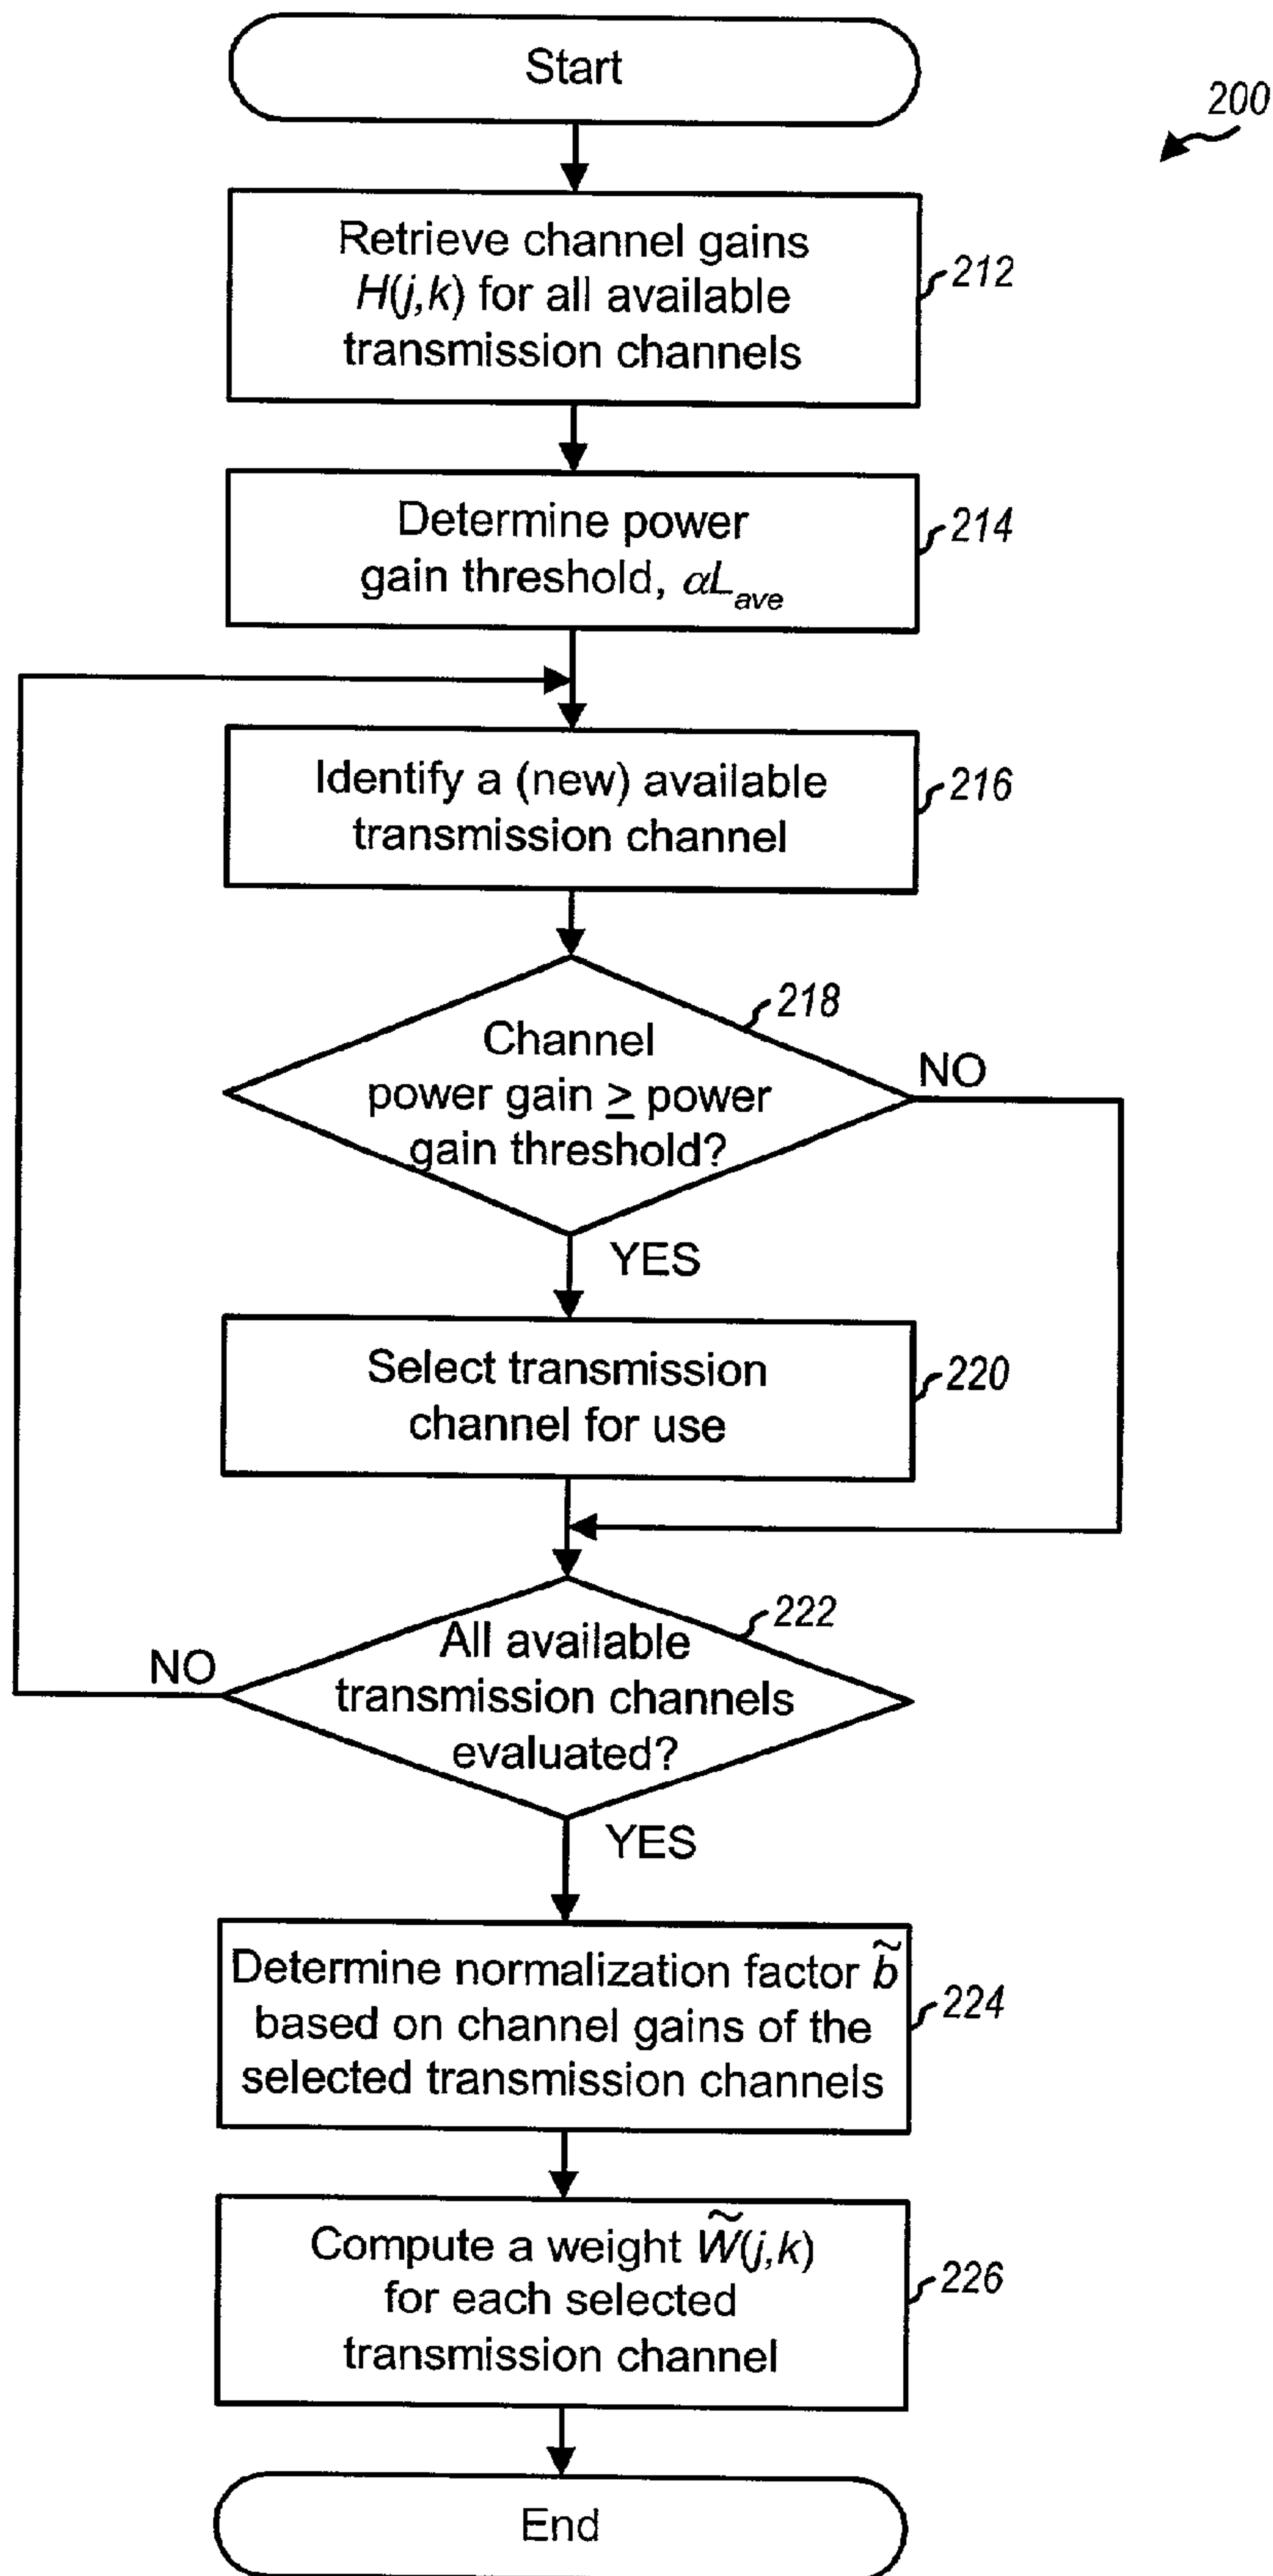 Start
200
Retrieve channel gains
H(j,k) for all available
transmission channels
212
Determine power
gain threshold, αL_ave
214
Identify a (new) available
transmission channel
216
218
Channel
power gain ≥ power
gain threshold?
NO
YES
Select transmission
channel for use
220
222
All available
transmission channels
evaluated?
NO
YES
Determine normalization factor b̃
based on channel gains of the
selected transmission channels
224
Compute a weight W̃(j,k)
for each selected
transmission channel
226
End